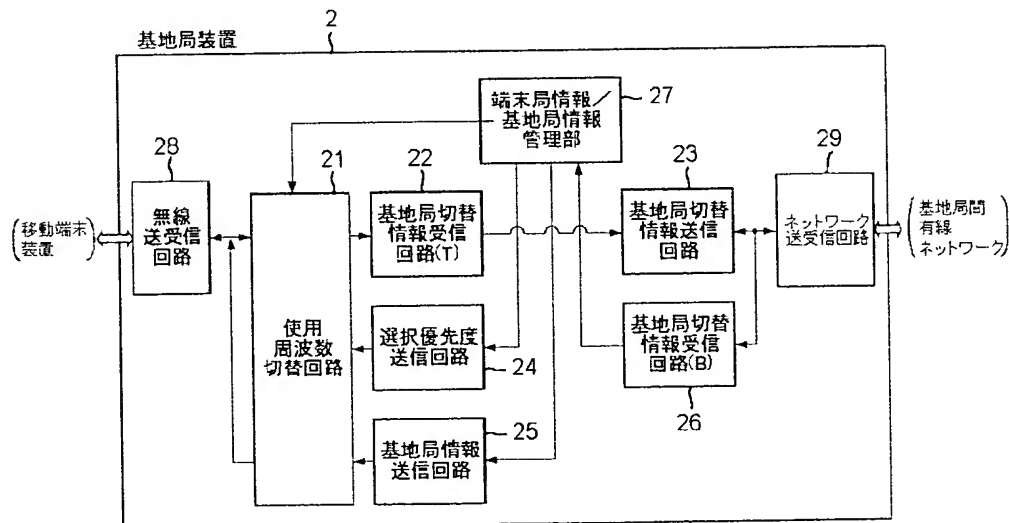 基地局装置
2
端末局情報/
基地局情報
管理部
27
28
無線
送受信
回路
(移動端末
装置)
21
使用
周波数
切替回路
22
基地局切替
情報受信
回路(T)
23
基地局切替
情報送信
回路
29
ネットワーク
送受信回路
(基地局間
有線
ネットワーク)
選択優先度
送信回路
24
基地局切替
情報受信
回路(B)
26
25
基地局情報
送信回路